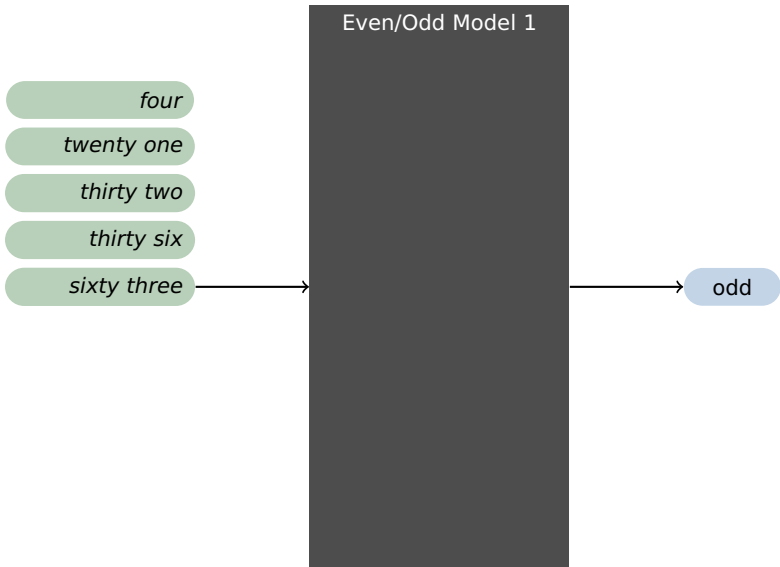 Even/Odd Model 1
four
twenty one
thirty two
thirty six
sixty three
odd